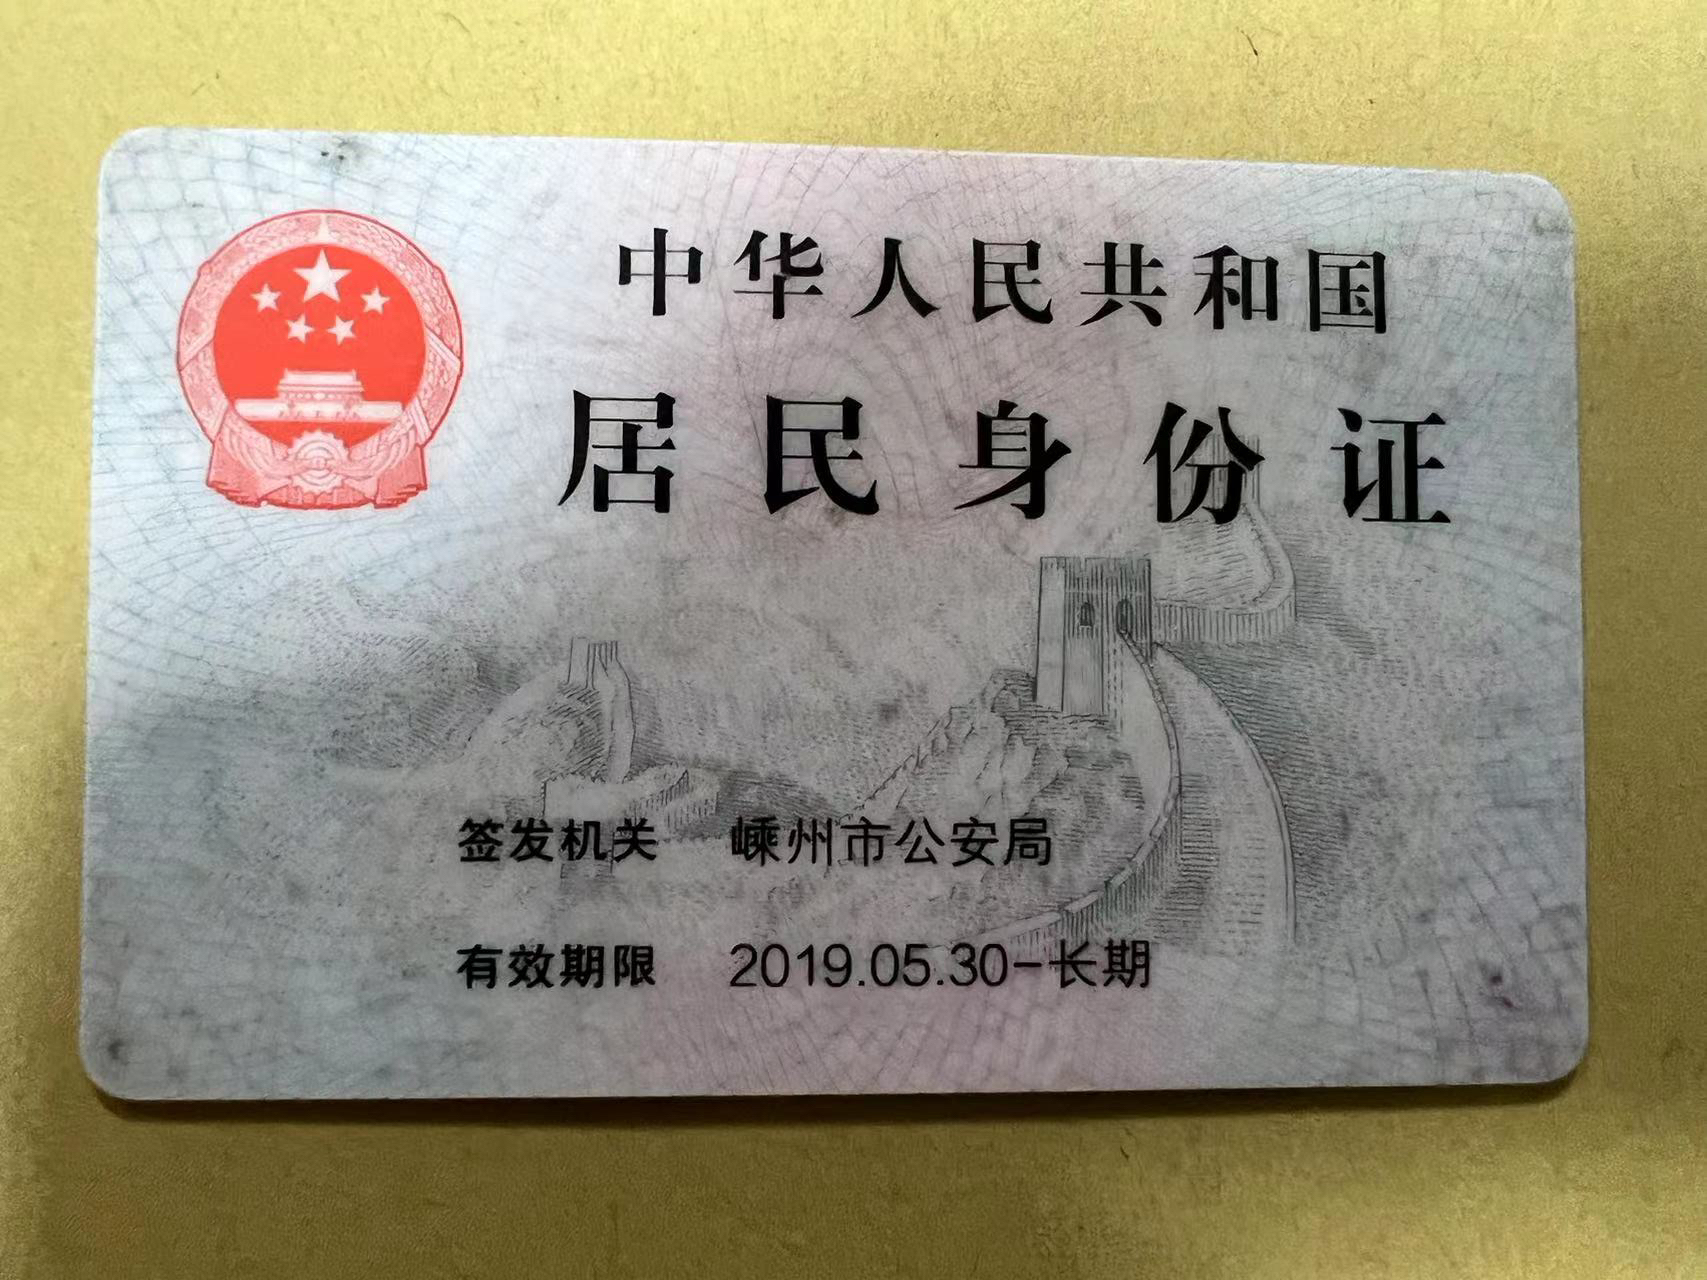 中华人民共和国
居民身份证
签发机关 嵊州市公安局
有效期限 2019.05.30-长期